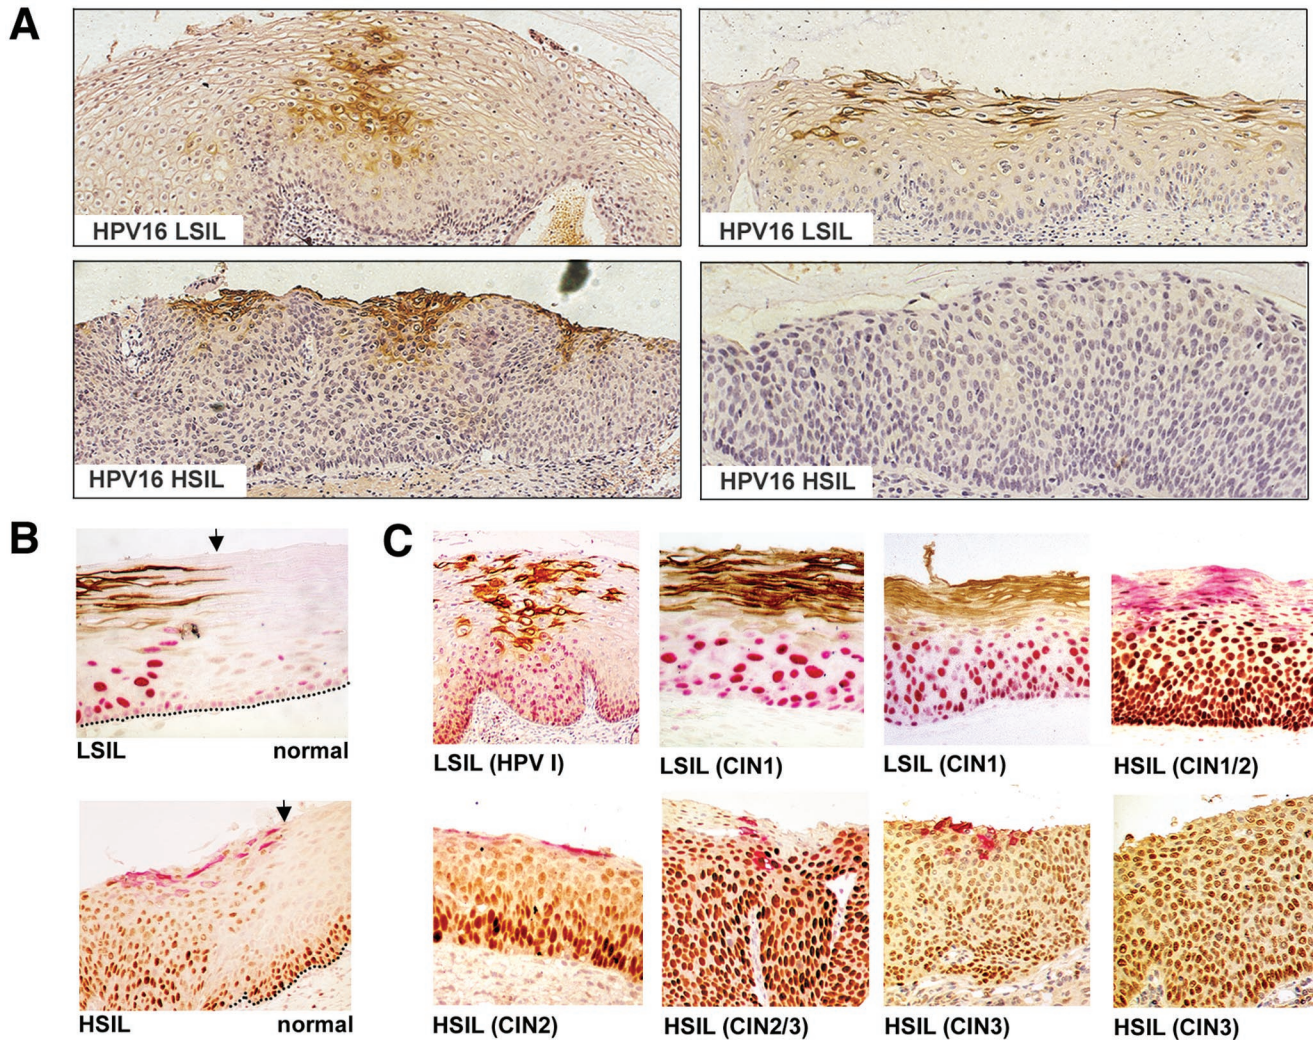 A
HPV16 LSIL
HPV16 LSIL
HPV16 HSIL
HPV16 HSIL
B
LSIL normal
HSIL normal
C
LSIL (HPV I)
LSIL (CIN1)
LSIL (CIN1)
HSIL (CIN1/2)
HSIL (CIN2)
HSIL (CIN2/3)
HSIL (CIN3)
HSIL (CIN3)